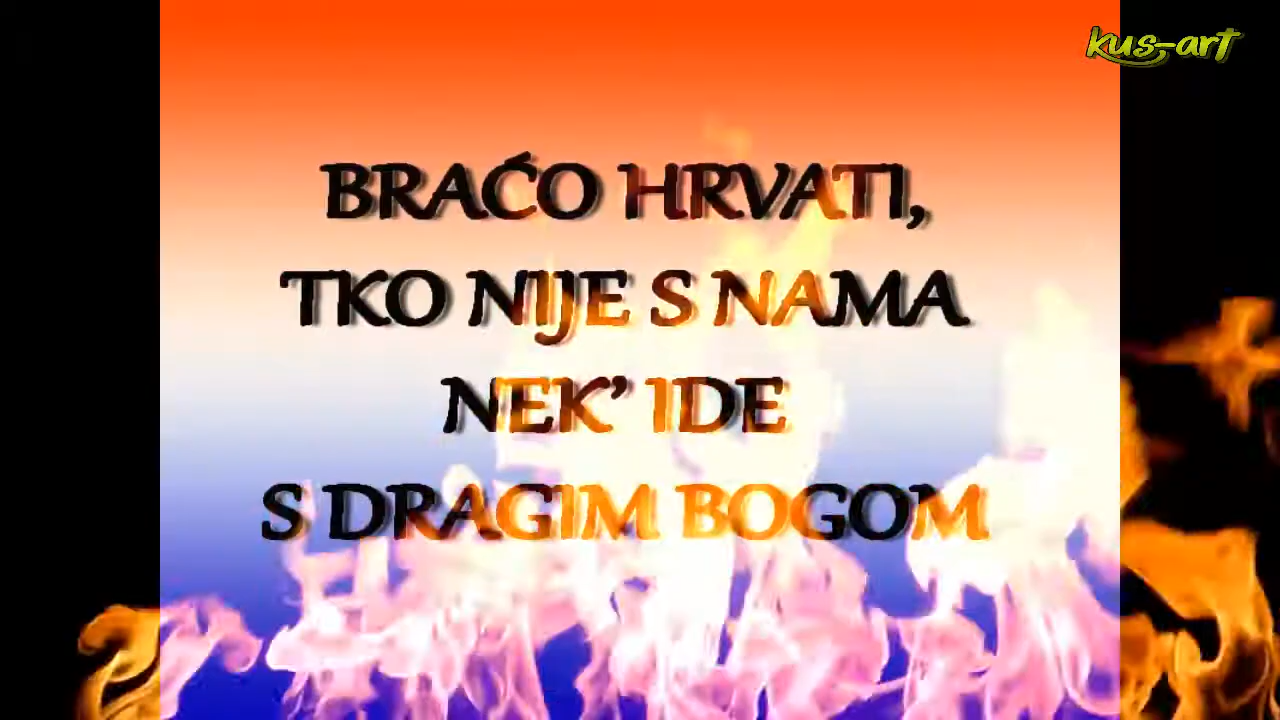 kus-art
BRAĆO HRVATI,
TKO NIJE S NAMA
NEK’ IDE
S DRAGIM BOGOM